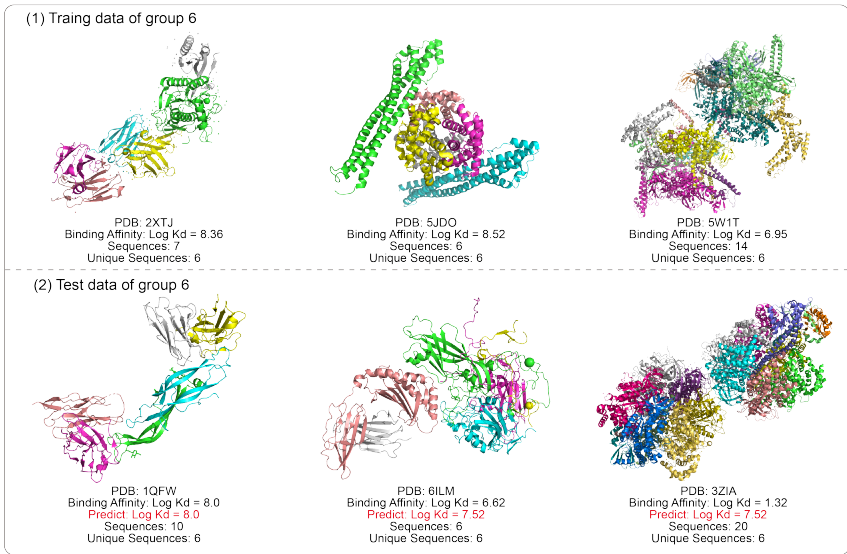 (1) Traing data of group 6
PDB: 2XTJ
Binding Affinity: Log Kd = 8.36
Sequences: 7
Unique Sequences: 6
PDB: 5JDO
Binding Affinity: Log Kd = 8.52
Sequences: 6
Unique Sequences: 6
PDB: 5W1T
Binding Affinity: Log Kd = 6.95
Sequences: 14
Unique Sequences: 6
(2) Test data of group 6
PDB: 1QFW
Binding Affinity: Log Kd = 8.0
Predict: Log Kd = 8.0
Sequences: 10
Unique Sequences: 6
PDB: 6ILM
Binding Affinity: Log Kd = 6.62
Predict: Log Kd = 7.52
Sequences: 6
Unique Sequences: 6
PDB: 3ZIA
Binding Affinity: Log Kd = 1.32
Predict: Log Kd = 7.52
Sequences: 20
Unique Sequences: 6